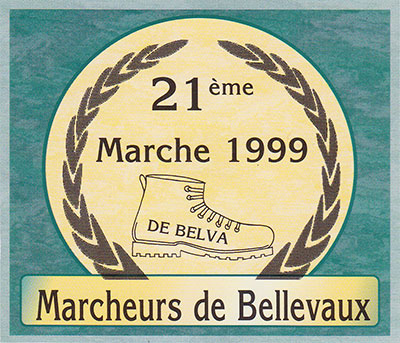 21ème
Marche 1999
DE BELVA
Marcheurs de Bellevaux